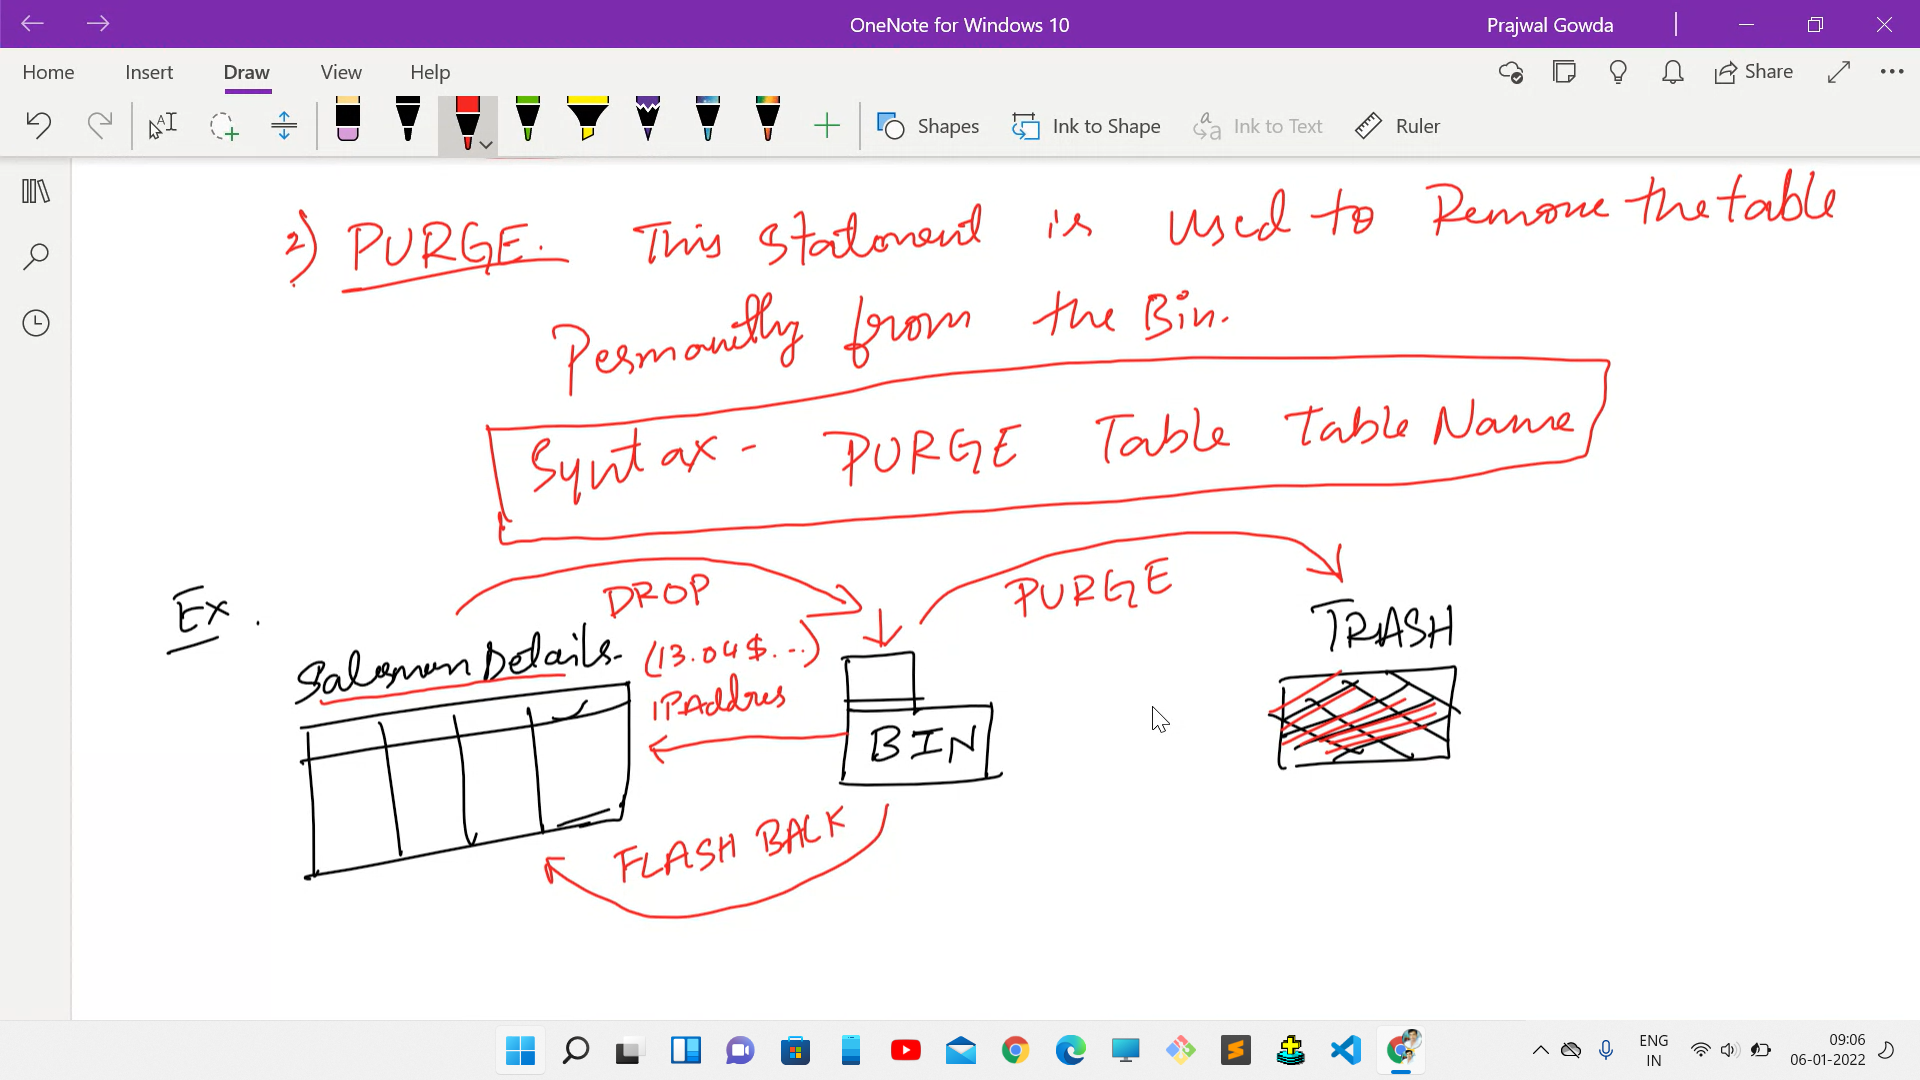 OneNote for Windows 10
Prajwal Gowda
Home Insert Draw View Help
Share
Shapes Ink to Shape Ink to Text Ruler
2) PURGE. This statement is used to Remove the table
Permanently from the Bin.
Syntax - PURGE Table Table Name
Ex.
DROP
PURGE
TRASH
Salesman Details.
(13.04$...)
IP Addres
BIN
FLASH BACK
ENG
IN
09:06
06-01-2022